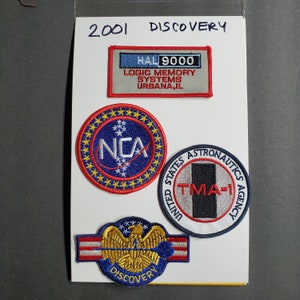 2001 DISCOVERY
HAL 9000
LOGIC MEMORY
SYSTEMS
URBANA, IL
NCA
UNITED STATES ASTRONAUTICS AGENCY
TMA-1
DISCOVERY